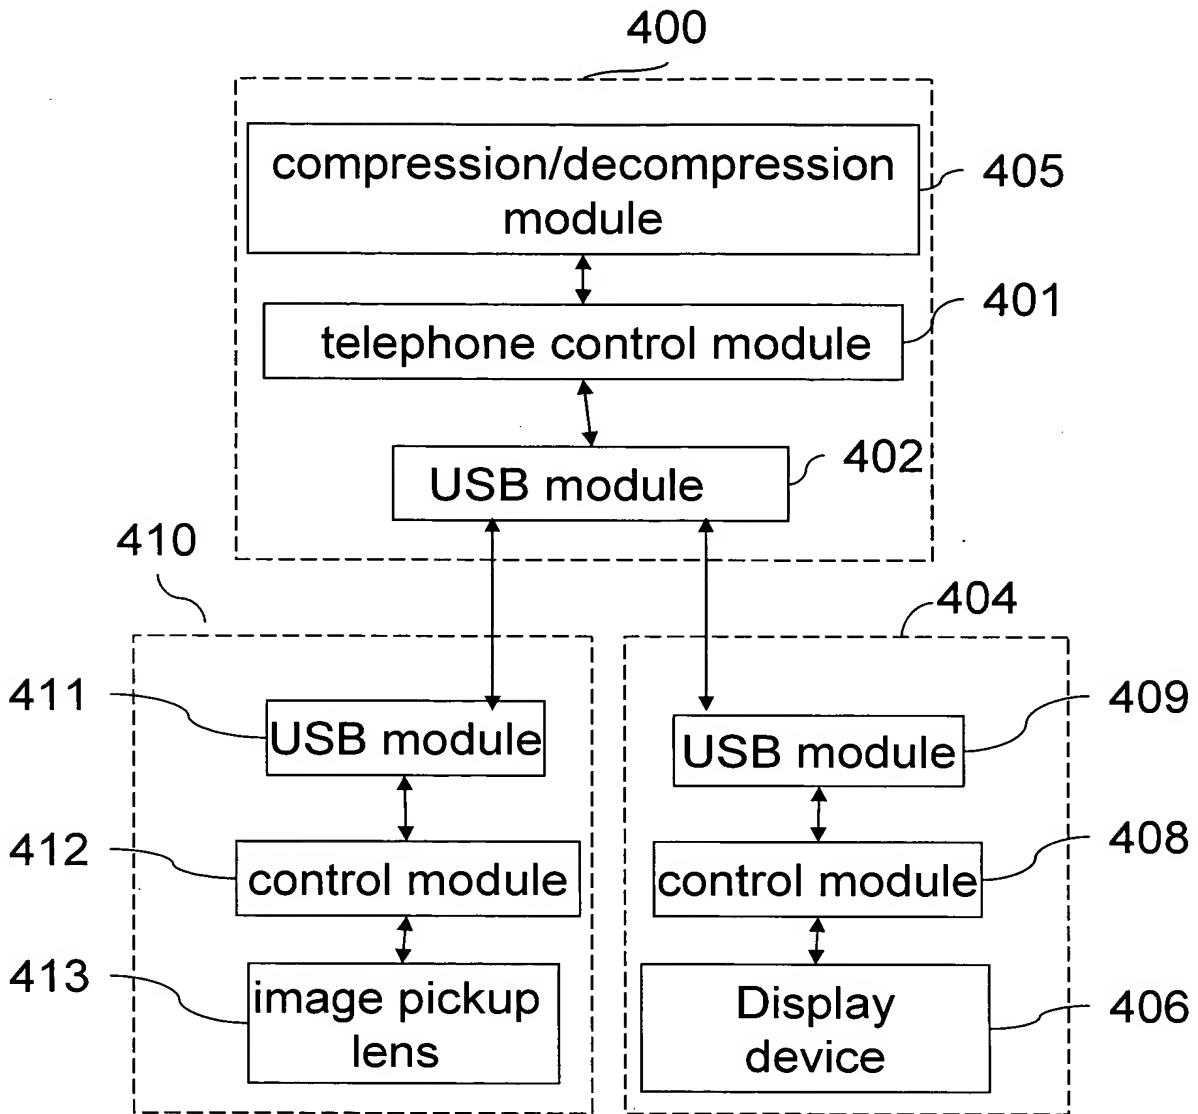 400
compression/decompression
module
405
telephone control module
401
USB module
402
410
404
411
USB module
USB module
409
412
control module
control module
408
413
image pickup
lens
Display
device
406